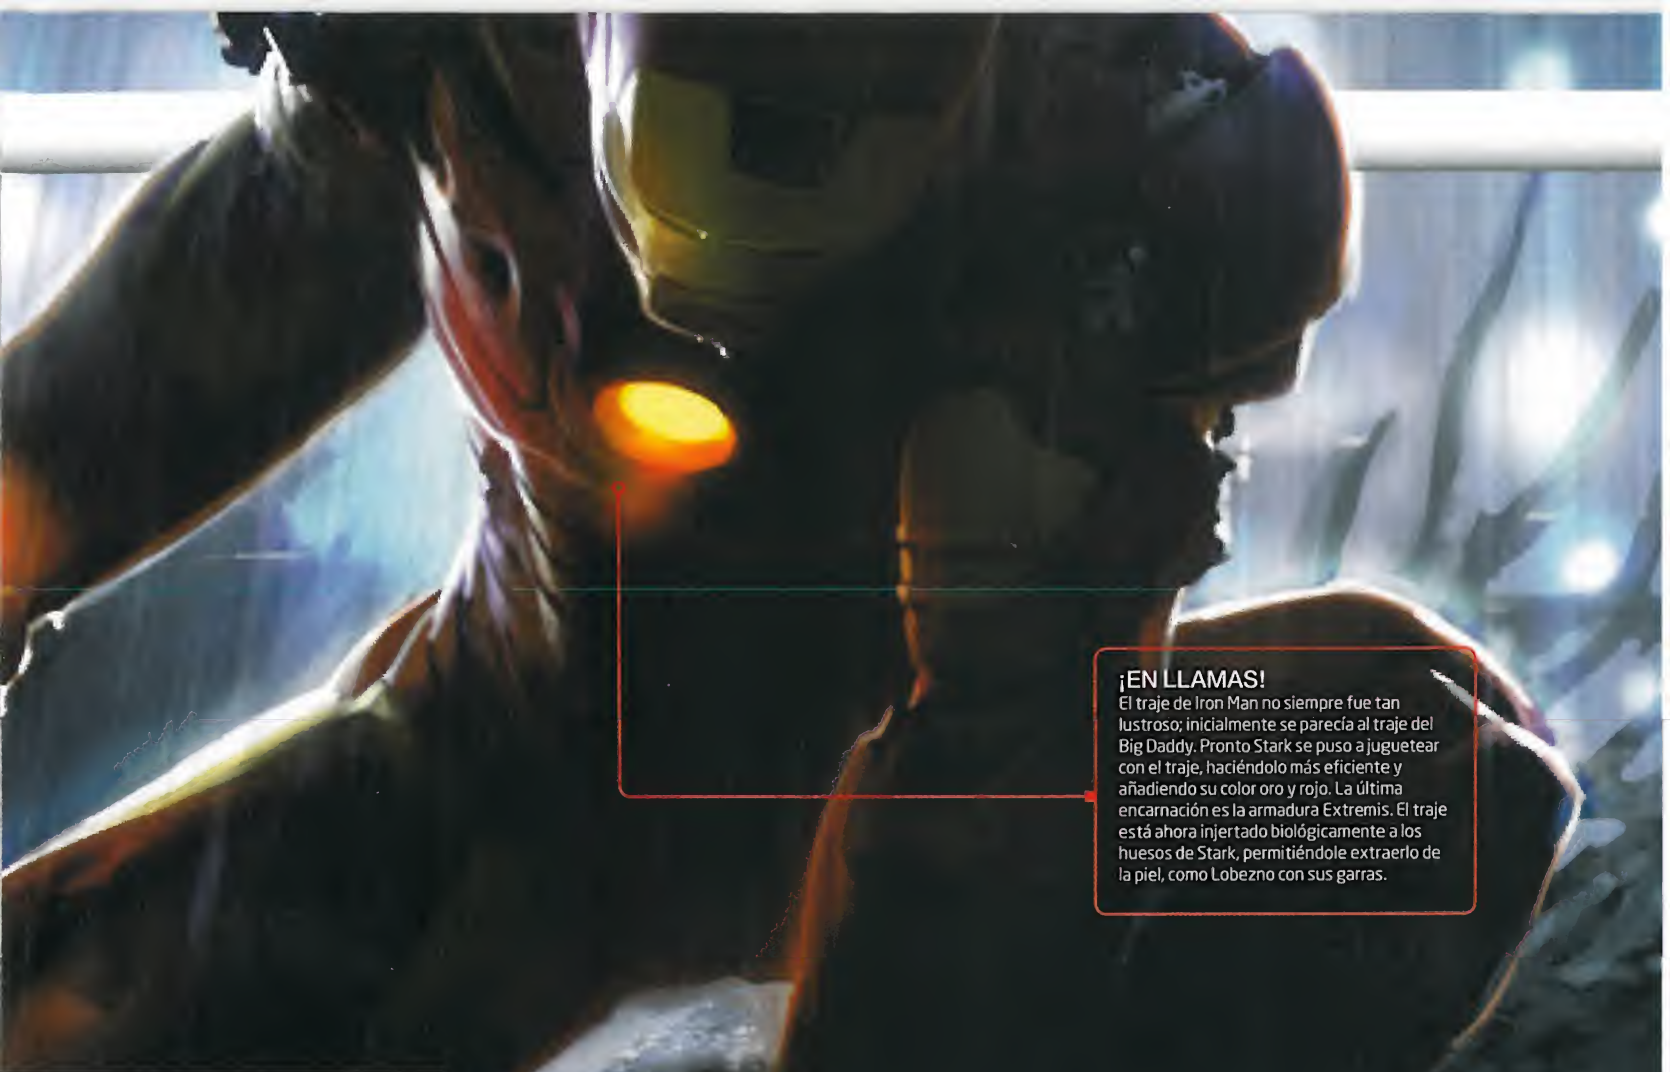 ¡EN LLAMAS!
El traje de Iron Man no siempre fue tan
lustroso; inicialmente se parecía al traje del
Big Daddy. Pronto Stark se puso a juguetear
con el traje, haciéndolo más eficiente y
añadiendo su color oro y rojo. La última
encarnación es la armadura Extremis. El traje
está ahora injertado biológicamente a los
huesos de Stark, permitiéndole extraerlo de
la piel, como Lobezno con sus garras.